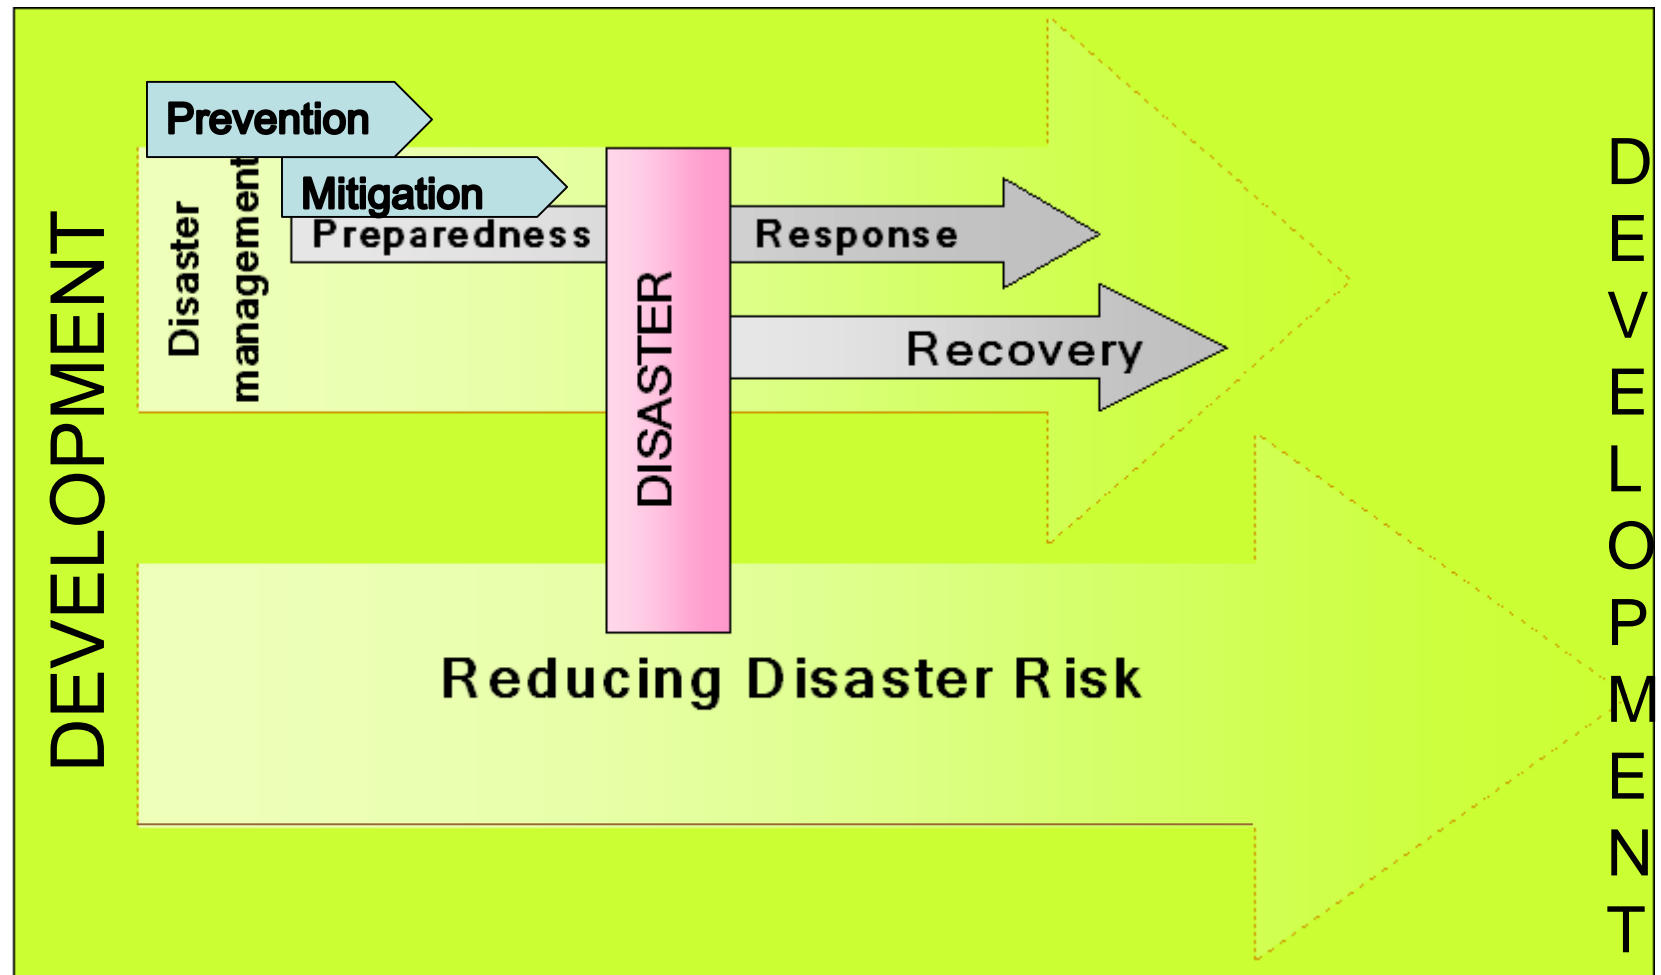 DEVELOPMENT
Prevention
Mitigation
Disaster
management
Preparedness
DISASTER
Response
Recovery
Reducing Disaster Risk
DEVELOPMENT